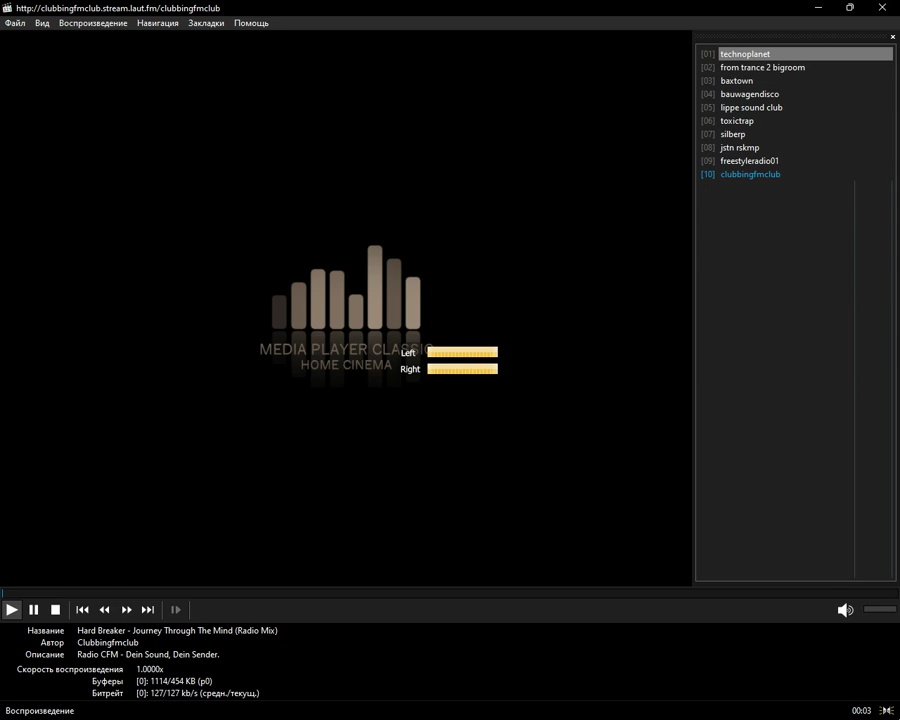 http://clubbingfmclub.stream.laut.fm/clubbingfmclub
Файл Вид Воспроизведение Навигация Закладки Помощь
[01] technoplanet
[02] from trance 2 bigroom
[03] baxtown
[04] bauwagendisco
[05] lippe sound club
[06] toxictrap
[07] silberp
[08] jstn rskmp
[09] freestyleradio01
[10] clubbingfmclub
MEDIA PLAYER CLASSIC
HOME CINEMA
Left
Right
Название Hard Breaker - Journey Through The Mind (Radio Mix)
Автор Clubbingfmclub
Описание Radio CFM - Dein Sound, Dein Sender.
Скорость воспроизведения 1.0000x
Буферы [0]: 1114/454 KB (p0)
Битрейт [0]: 127/127 kb/s (средн./текущ.)
Воспроизведение 00:03